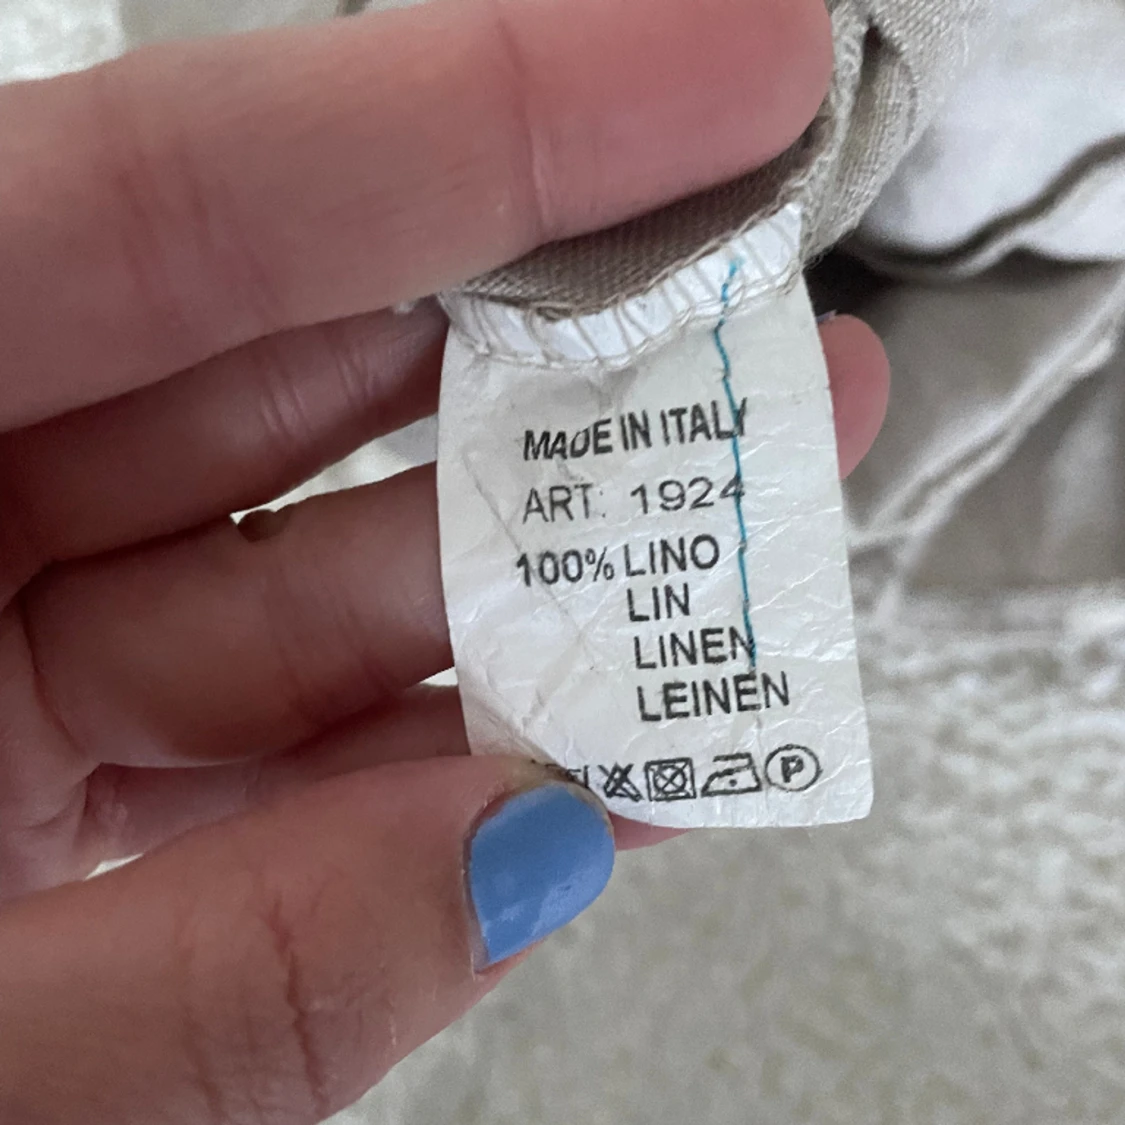 MADE IN ITALY
ART. 1924
100% LINO
LIN
LINEN
LEINEN
P